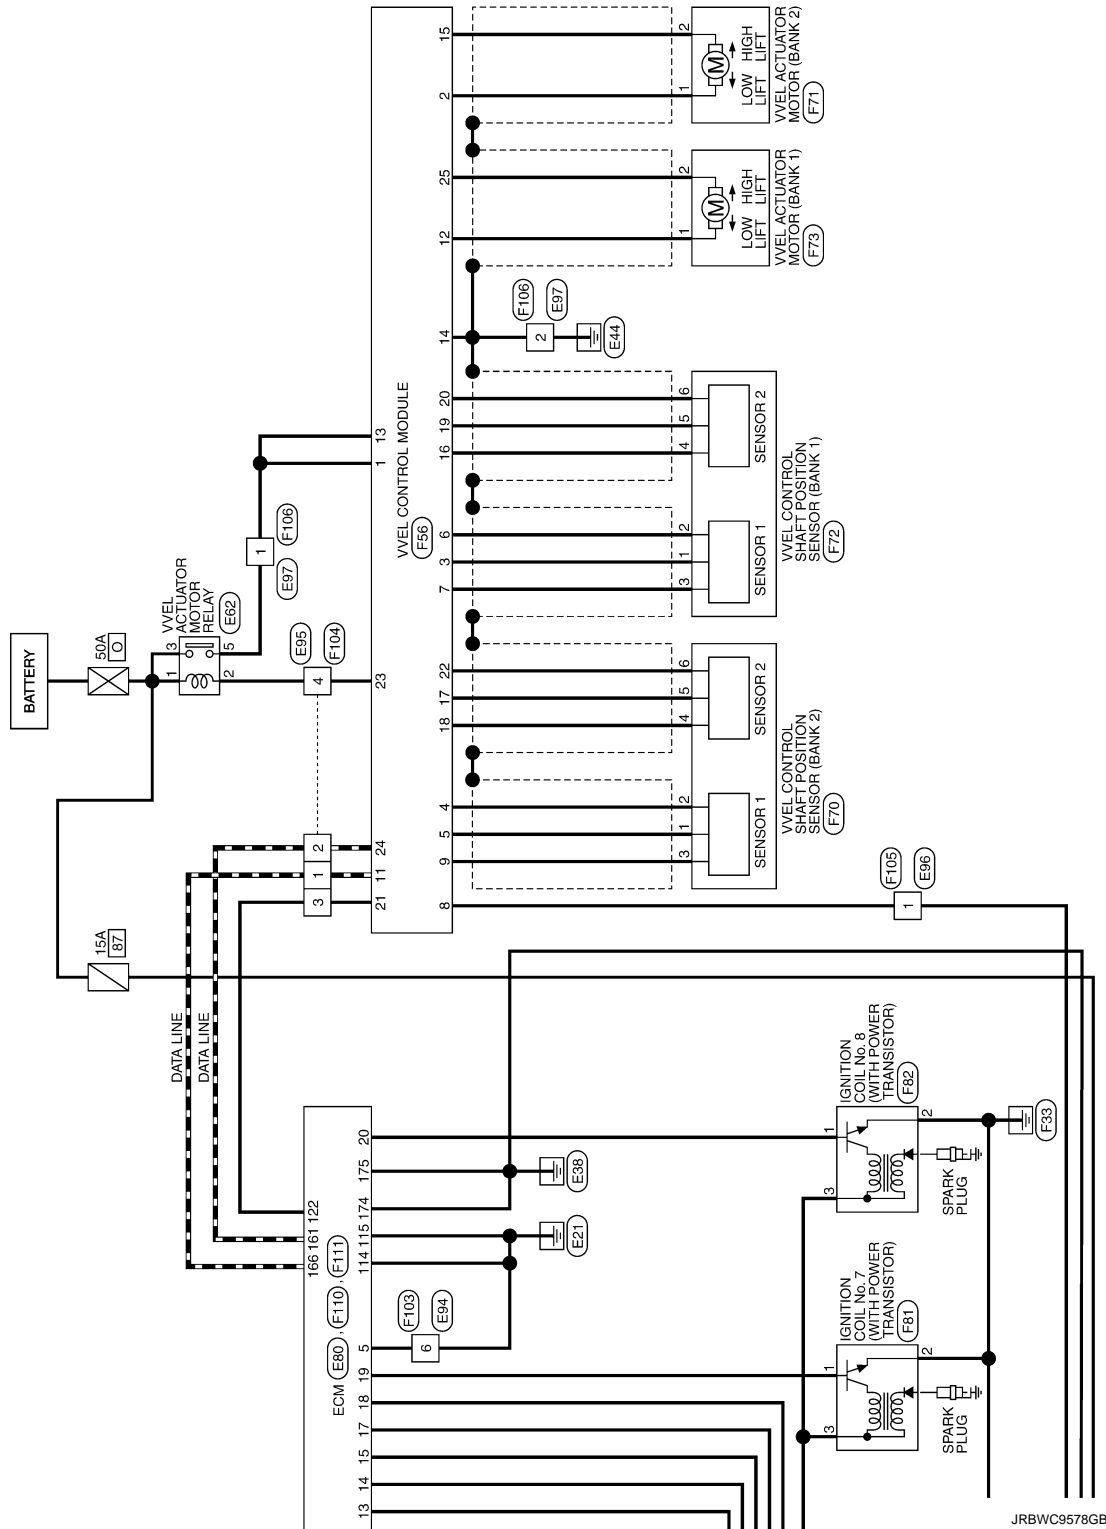 BATTERY
50A
O
15A
87
VVEL
ACTUATOR
MOTOR
RELAY
E62
3
5
1
2
1
F106
E97
E95
F104
4
2
1
3
DATA LINE
DATA LINE
VVEL CONTROL MODULE
F56
13
1
23
24
11
21
15
2
25
12
14
20
19
16
6
3
7
22
17
18
4
5
9
8
2
1
HIGH LIFT
LOW LIFT
M
VVEL ACTUATOR
MOTOR (BANK 2)
F71
2
1
HIGH LIFT
LOW LIFT
M
VVEL ACTUATOR
MOTOR (BANK 1)
F73
F106
E97
2
E44
6
5
4
SENSOR 2
2
1
3
SENSOR 1
VVEL CONTROL
SHAFT POSITION
SENSOR (BANK 1)
F72
6
5
4
SENSOR 2
2
1
3
SENSOR 1
VVEL CONTROL
SHAFT POSITION
SENSOR (BANK 2)
F70
F105
E96
1
ECM E80 , F110 , F111
166 161 122
20
175
174
115
114
5
19
18
17
15
14
13
E38
E21
F103
E94
6
IGNITION
COIL No. 8
(WITH POWER
TRANSISTOR)
F82
1
2
3
SPARK
PLUG
F33
IGNITION
COIL No. 7
(WITH POWER
TRANSISTOR)
F81
1
2
3
SPARK
PLUG
JRBWC9578GB